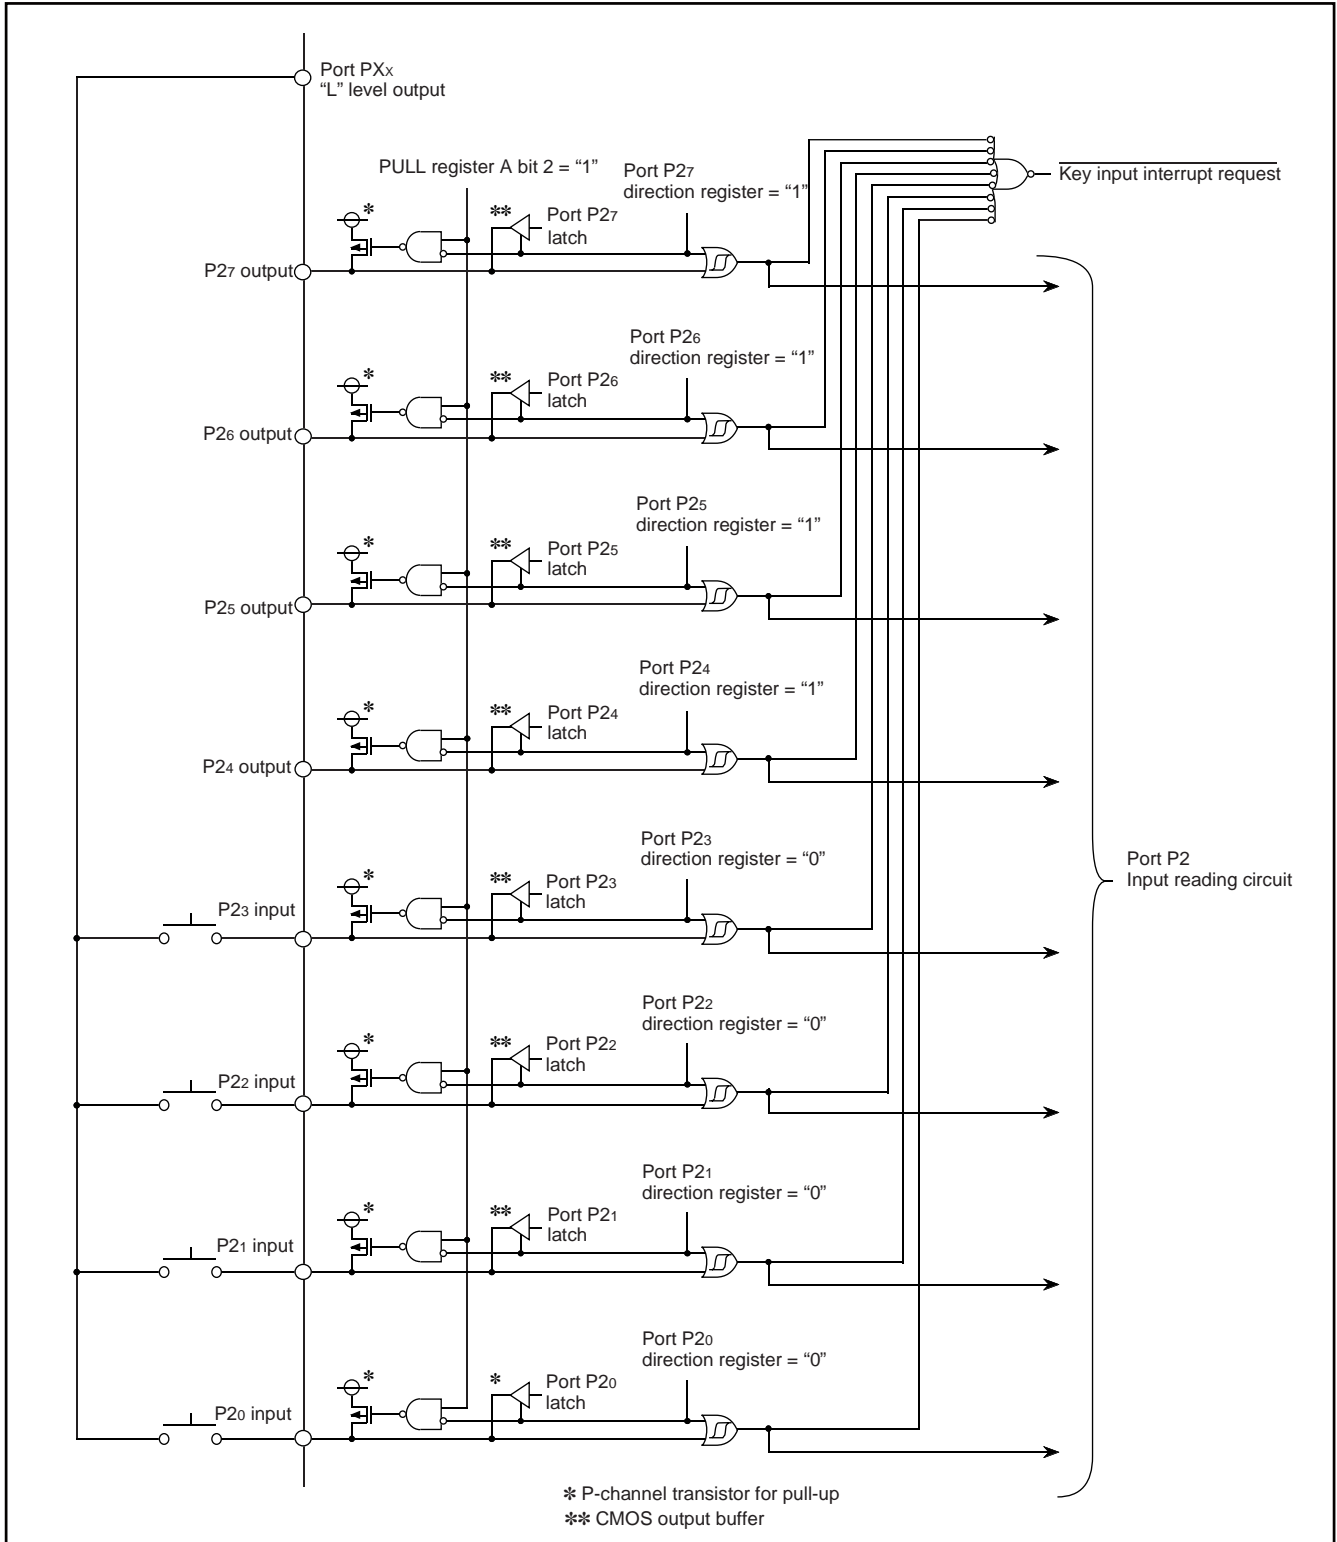 Port PXx
“L” level output
PULL register A bit 2 = “1”
Port P27
direction register = “1”
Key input interrupt request
*
**
Port P27
latch
P27 output
Port P26
direction register = “1”
*
**
Port P26
latch
P26 output
Port P25
direction register = “1”
*
**
Port P25
latch
P25 output
Port P24
direction register = “1”
*
**
Port P24
latch
P24 output
Port P23
direction register = “0”
*
**
Port P23
latch
P23 input
Port P2
Input reading circuit
Port P22
direction register = “0”
*
**
Port P22
latch
P22 input
Port P21
direction register = “0”
*
**
Port P21
latch
P21 input
Port P20
direction register = “0”
*
*
Port P20
latch
P20 input
* P-channel transistor for pull-up
** CMOS output buffer